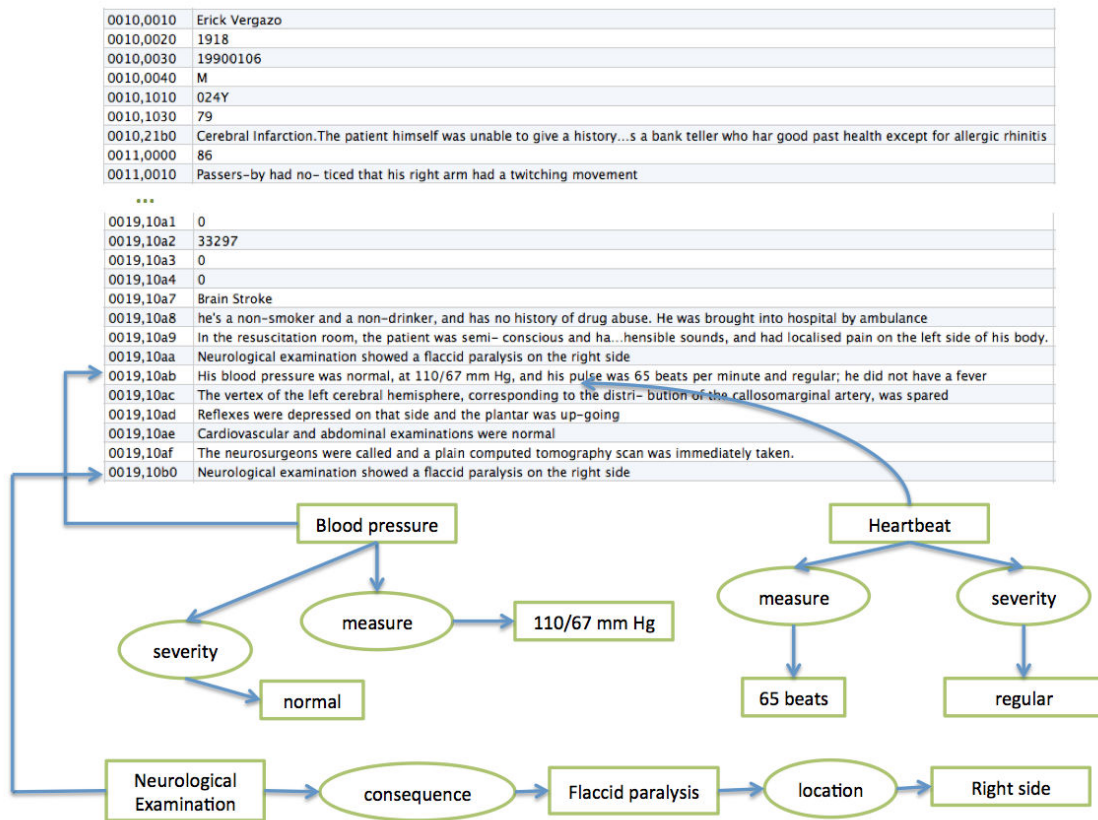 0010,0010 Erick Vergazo
0010,0020 1918
0010,0030 19900106
0010,0040 M
0010,1010 024Y
0010,1030 79
0010,21b0 Cerebral Infarction.The patient himself was unable to give a history...s a bank teller who har good past health except for allergic rhinitis
0011,0000 86
0011,0010 Passers-by had no- ticed that his right arm had a twitching movement
...
0019,10a1 0
0019,10a2 33297
0019,10a3 0
0019,10a4 0
0019,10a7 Brain Stroke
0019,10a8 he's a non-smoker and a non-drinker, and has no history of drug abuse. He was brought into hospital by ambulance
0019,10a9 In the resuscitation room, the patient was semi- conscious and ha...hensible sounds, and had localised pain on the left side of his body.
0019,10aa Neurological examination showed a flaccid paralysis on the right side
0019,10ab His blood pressure was normal, at 110/67 mm Hg, and his pulse was 65 beats per minute and regular; he did not have a fever
0019,10ac The vertex of the left cerebral hemisphere, corresponding to the distri- bution of the callosomarginal artery, was spared
0019,10ad Reflexes were depressed on that side and the plantar was up-going
0019,10ae Cardiovascular and abdominal examinations were normal
0019,10af The neurosurgeons were called and a plain computed tomography scan was immediately taken.
0019,10b0 Neurological examination showed a flaccid paralysis on the right side
Blood pressure Heartbeat
measure measure severity
110/67 mm Hg
severity
normal 65 beats regular
Neurological
Examination consequence Flaccid paralysis location Right side